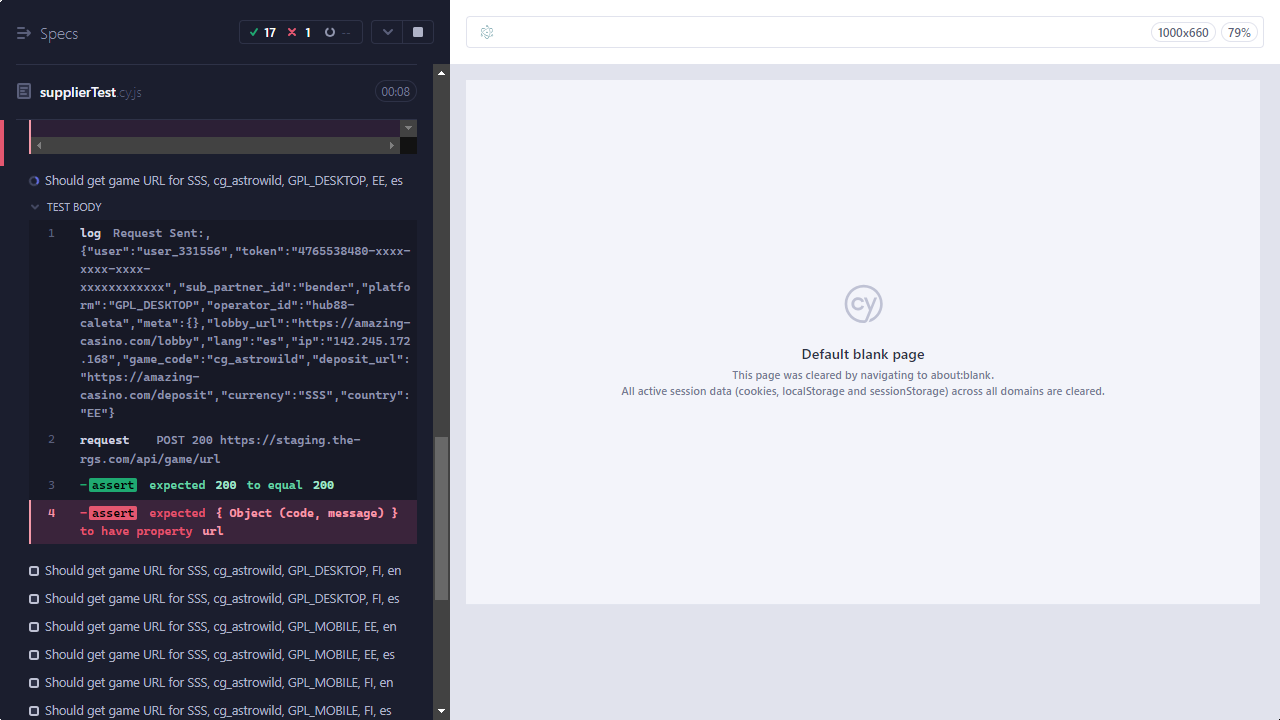 Specs
17
1
--
1000x660
79%
supplierTest.cy.js
00:08
Should get game URL for SSS, cg_astrowild, GPL_DESKTOP, EE, es
TEST BODY
1 log Request Sent:,
{"user":"user_331556","token":"4765538480-xxxx-
xxxx-xxxx-
xxxxxxxxxxxx","sub_partner_id":"bender","platfo
rm":"GPL_DESKTOP","operator_id":"hub88-
caleta","meta":{},"lobby_url":"https://amazing-
casino.com/lobby","lang":"es","ip":"142.245.172
.168","game_code":"cg_astrowild","deposit_url":
"https://amazing-
casino.com/deposit","currency":"SSS","country":
"EE"}
2 request POST 200 https://staging.the-
rgs.com/api/game/url
3 -assert expected 200 to equal 200
4 -assert expected { Object (code, message) }
to have property url
Should get game URL for SSS, cg_astrowild, GPL_DESKTOP, FI, en
Should get game URL for SSS, cg_astrowild, GPL_DESKTOP, FI, es
Should get game URL for SSS, cg_astrowild, GPL_MOBILE, EE, en
Should get game URL for SSS, cg_astrowild, GPL_MOBILE, EE, es
Should get game URL for SSS, cg_astrowild, GPL_MOBILE, FI, en
Should get game URL for SSS, cg_astrowild, GPL_MOBILE, FI, es
cy
Default blank page
This page was cleared by navigating to about:blank.
All active session data (cookies, localStorage and sessionStorage) across all domains are cleared.